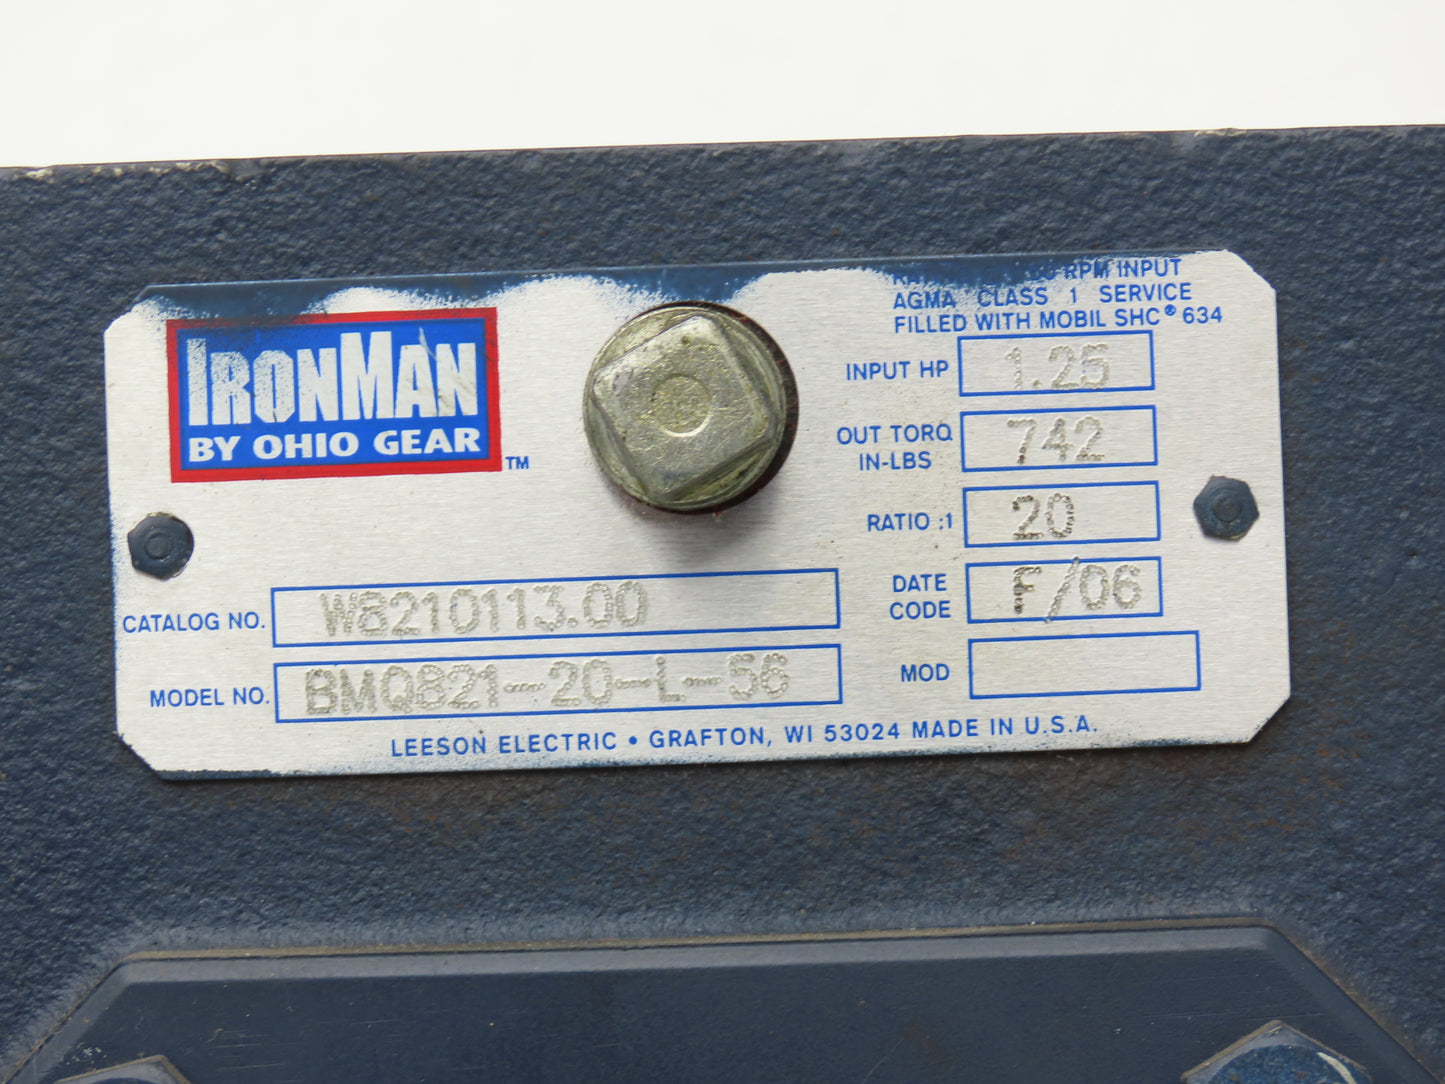 IRONMAN
BY OHIO GEAR
TM
RPM INPUT
AGMA CLASS 1 SERVICE
FILLED WITH MOBIL SHC® 634
INPUT HP 1.25
OUT TORQ IN-LBS 742
RATIO :1 20
DATE CODE F/06
MOD
CATALOG NO. W8210113.00
MODEL NO. BMQ821-20-L-56
LEESON ELECTRIC • GRAFTON, WI 53024 MADE IN U.S.A.